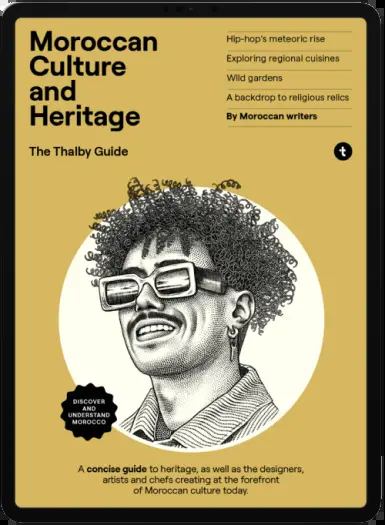 Moroccan
Culture
and
Heritage
Hip-hop's meteoric rise
Exploring regional cuisines
Wild gardens
A backdrop to religious relics
By Moroccan writers
The Thalby Guide
t
DISCOVER
AND
UNDERSTAND
MOROCCO
A concise guide to heritage, as well as the designers,
artists and chefs creating at the forefront
of Moroccan culture today.